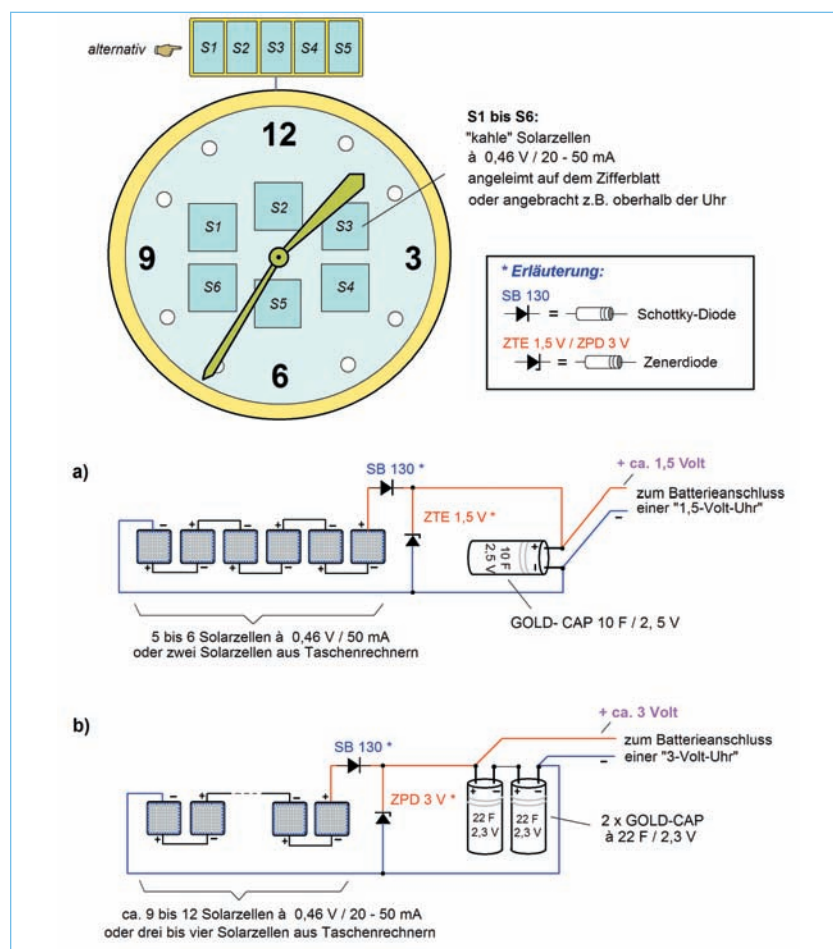 alternativ S1 S2 S3 S4 S5
S1 bis S6:
"kahle" Solarzellen
à 0,46 V / 20 - 50 mA
angeleimt auf dem Zifferblatt
oder angebracht z.B. oberhalb der Uhr
12
S2
S1
S3
9
3
S6
S4
S5
6
* Erläuterung:
SB 130
= Schottky-Diode
ZTE 1,5 V / ZPD 3 V
= Zenerdiode
a)
SB 130 *
+ ca. 1,5 Volt
zum Batterieanschluss
einer "1,5-Volt-Uhr"
–
ZTE 1,5 V *
– + – + –
+ – + – + – +
10 F
2,5 V
+
–
GOLD- CAP 10 F / 2, 5 V
5 bis 6 Solarzellen à 0,46 V / 50 mA
oder zwei Solarzellen aus Taschenrechnern
b)
SB 130 *
+ ca. 3 Volt
zum Batterieanschluss
einer "3-Volt-Uhr"
–
ZPD 3 V *
– + – +
+ – + –
+ – + –
22 F
2,3 V
22 F
2,3 V
2 x GOLD-CAP
à 22 F / 2,3 V
ca. 9 bis 12 Solarzellen à 0,46 V / 20 - 50 mA
oder drei bis vier Solarzellen aus Taschenrechnern